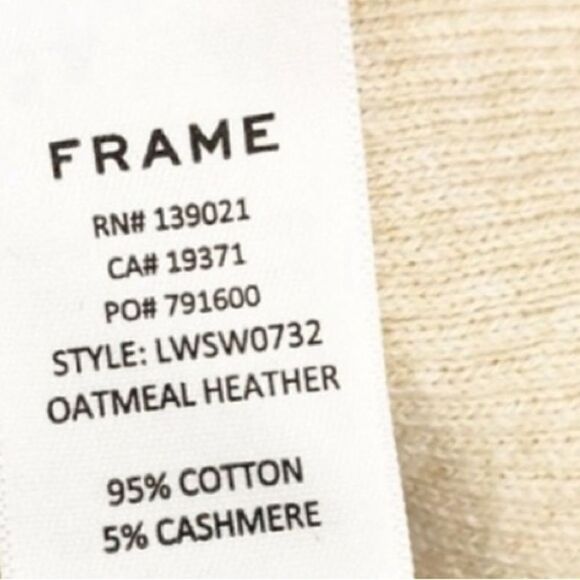 FRAME
RN# 139021
CA# 19371
PO# 791600
STYLE: LWSW0732
OATMEAL HEATHER
95% COTTON
5% CASHMERE